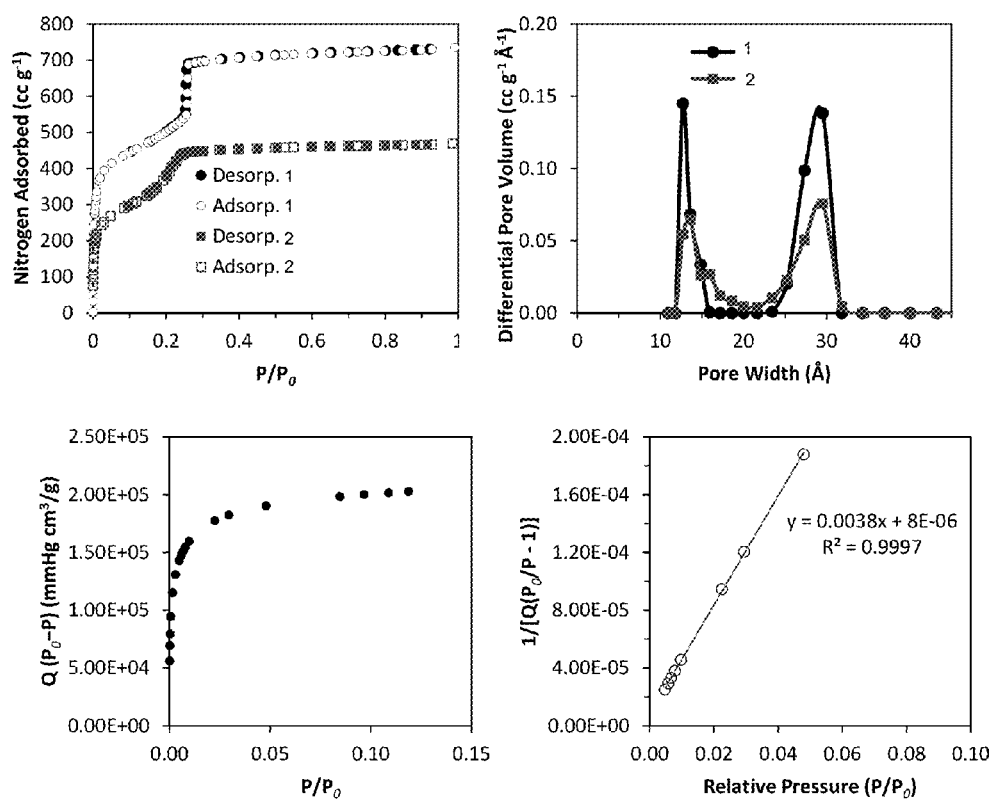 Nitrogen Adsorbed (cc g⁻¹)
800
700
600
500
400
300
200
100
0
Desorp. 1
Adsorp. 1
Desorp. 2
Adsorp. 2
0 0.2 0.4 0.6 0.8 1
P/P₀
Differential Pore Volume (cc g⁻¹ Å⁻¹)
0.20
0.15
0.10
0.05
0.00
1
2
0 10 20 30 40
Pore Width (Å)
Q (P₀–P) (mmHg cm³/g)
2.50E+05
2.00E+05
1.50E+05
1.00E+05
5.00E+04
0.00E+00
0.00 0.05 0.10 0.15
P/P₀
1/[Q(P₀/P - 1)]
2.00E-04
1.60E-04
1.20E-04
8.00E-05
4.00E-05
0.00E+00
y = 0.0038x + 8E-06
R² = 0.9997
0.00 0.02 0.04 0.06 0.08 0.10
Relative Pressure (P/P₀)